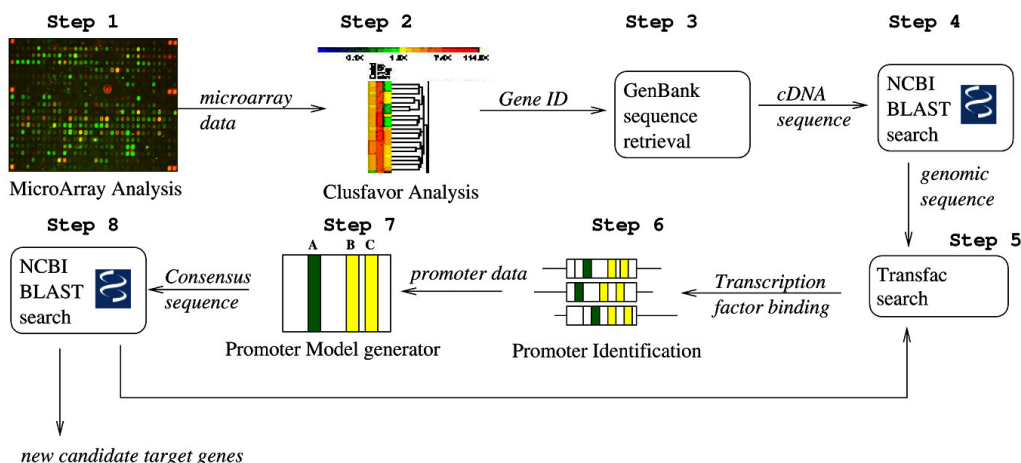 Step 1
Step 2
Step 3
Step 4
microarray
data
Gene ID
GenBank
sequence
retrieval
cDNA
sequence
NCBI
BLAST
search
MicroArray Analysis
Clusfavor Analysis
genomic
sequence
Step 8
Step 7
Step 6
Step 5
NCBI
BLAST
search
Consensus
sequence
A B C
promoter data
Transcription
factor binding
Transfac
search
Promoter Model generator
Promoter Identification
new candidate target genes